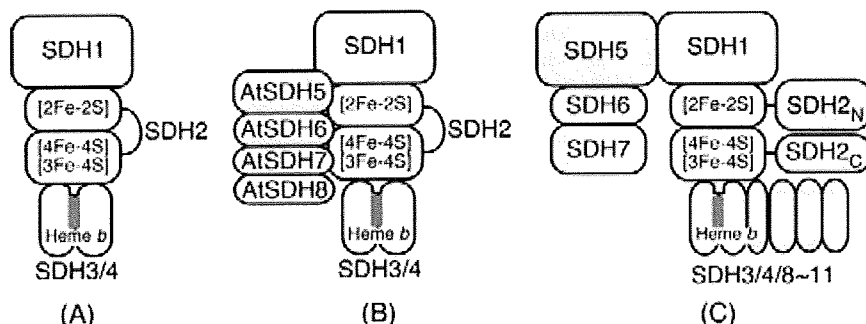 SDH1
[2Fe-2S]
[4Fe-4S]
[3Fe-4S]
SDH2
Heme b
SDH3/4
(A)
SDH1
AtSDH5
[2Fe-2S]
AtSDH6
[4Fe-4S]
SDH2
AtSDH7
[3Fe-4S]
AtSDH8
Heme b
SDH3/4
(B)
SDH5
SDH1
SDH6
[2Fe-2S]
SDH2N
SDH7
[4Fe-4S]
[3Fe-4S]
SDH2C
Heme b
SDH3/4/8~11
(C)